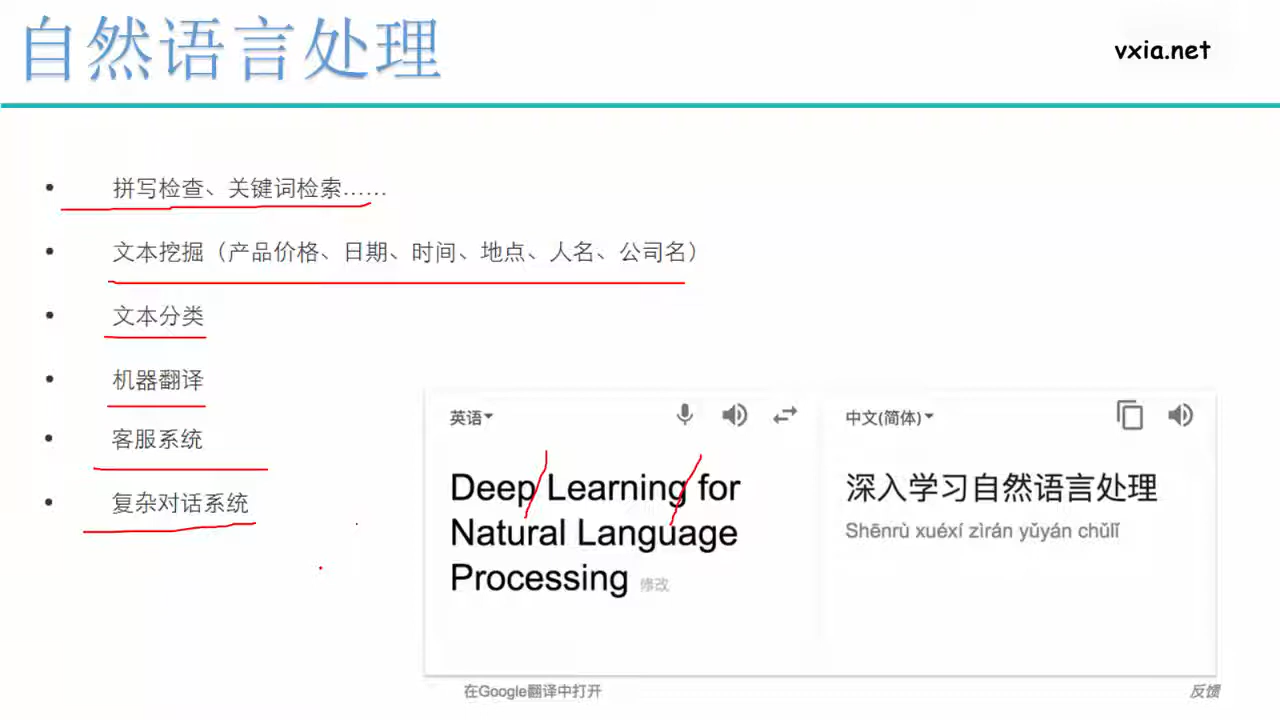 自然语言处理
vxia.net
• 拼写检查、关键词检索……
• 文本挖掘（产品价格、日期、时间、地点、人名、公司名）
• 文本分类
• 机器翻译
• 客服系统
• 复杂对话系统
英语
中文(简体)
Deep Learning for
Natural Language
Processing 修改
深入学习自然语言处理
Shēnrù xuéxí zìrán yǔyán chǔlǐ
在Google翻译中打开
反馈